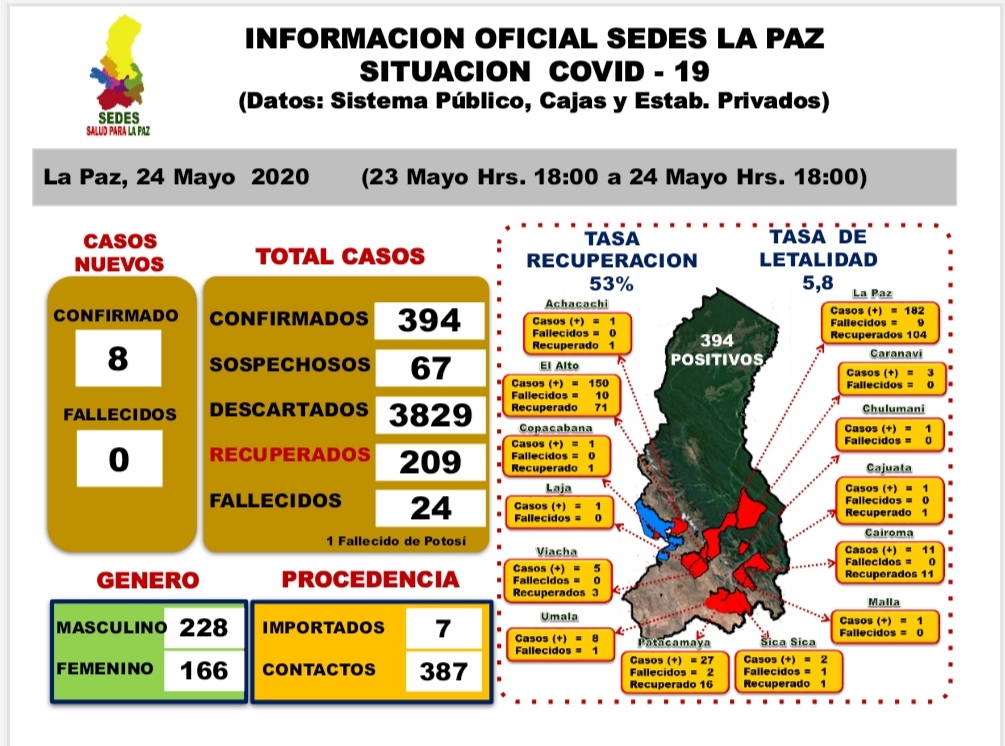 SEDES
SALUD PARA LA PAZ
INFORMACION OFICIAL SEDES LA PAZ
SITUACION COVID - 19
(Datos: Sistema Público, Cajas y Estab. Privados)
La Paz, 24 Mayo 2020 (23 Mayo Hrs. 18:00 a 24 Mayo Hrs. 18:00)
CASOS
NUEVOS
CONFIRMADO
8
FALLECIDOS
0
TOTAL CASOS
CONFIRMADOS 394
SOSPECHOSOS 67
DESCARTADOS 3829
RECUPERADOS 209
FALLECIDOS 24
1 Fallecido de Potosí
GENERO
MASCULINO 228
FEMENINO 166
PROCEDENCIA
IMPORTADOS 7
CONTACTOS 387
TASA
RECUPERACION
53%
TASA DE
LETALIDAD
5,8
394
POSITIVOS
Achacachi
Casos (+) = 1
Fallecidos = 0
Recuperado 1
El Alto
Casos (+) = 150
Fallecidos = 10
Recuperado 71
Copacabana
Casos (+) = 1
Fallecidos = 0
Recuperado 1
Laja
Casos (+) = 1
Fallecidos = 0
Viacha
Casos (+) = 5
Fallecidos = 0
Recuperados 3
Umala
Casos (+) = 8
Fallecidos = 1
Patacamaya
Casos (+) = 27
Fallecidos = 2
Recuperado 16
Sica Sica
Casos (+) = 2
Fallecidos = 1
Recuperado 1
La Paz
Casos (+) = 182
Fallecidos = 9
Recuperados 104
Caranavi
Casos (+) = 3
Fallecidos = 0
Chulumani
Casos (+) = 1
Fallecidos = 0
Cajuata
Casos (+) = 1
Fallecidos = 0
Recuperado 1
Cairoma
Casos (+) = 11
Fallecidos = 0
Recuperados 11
Malla
Casos (+) = 1
Fallecidos = 0